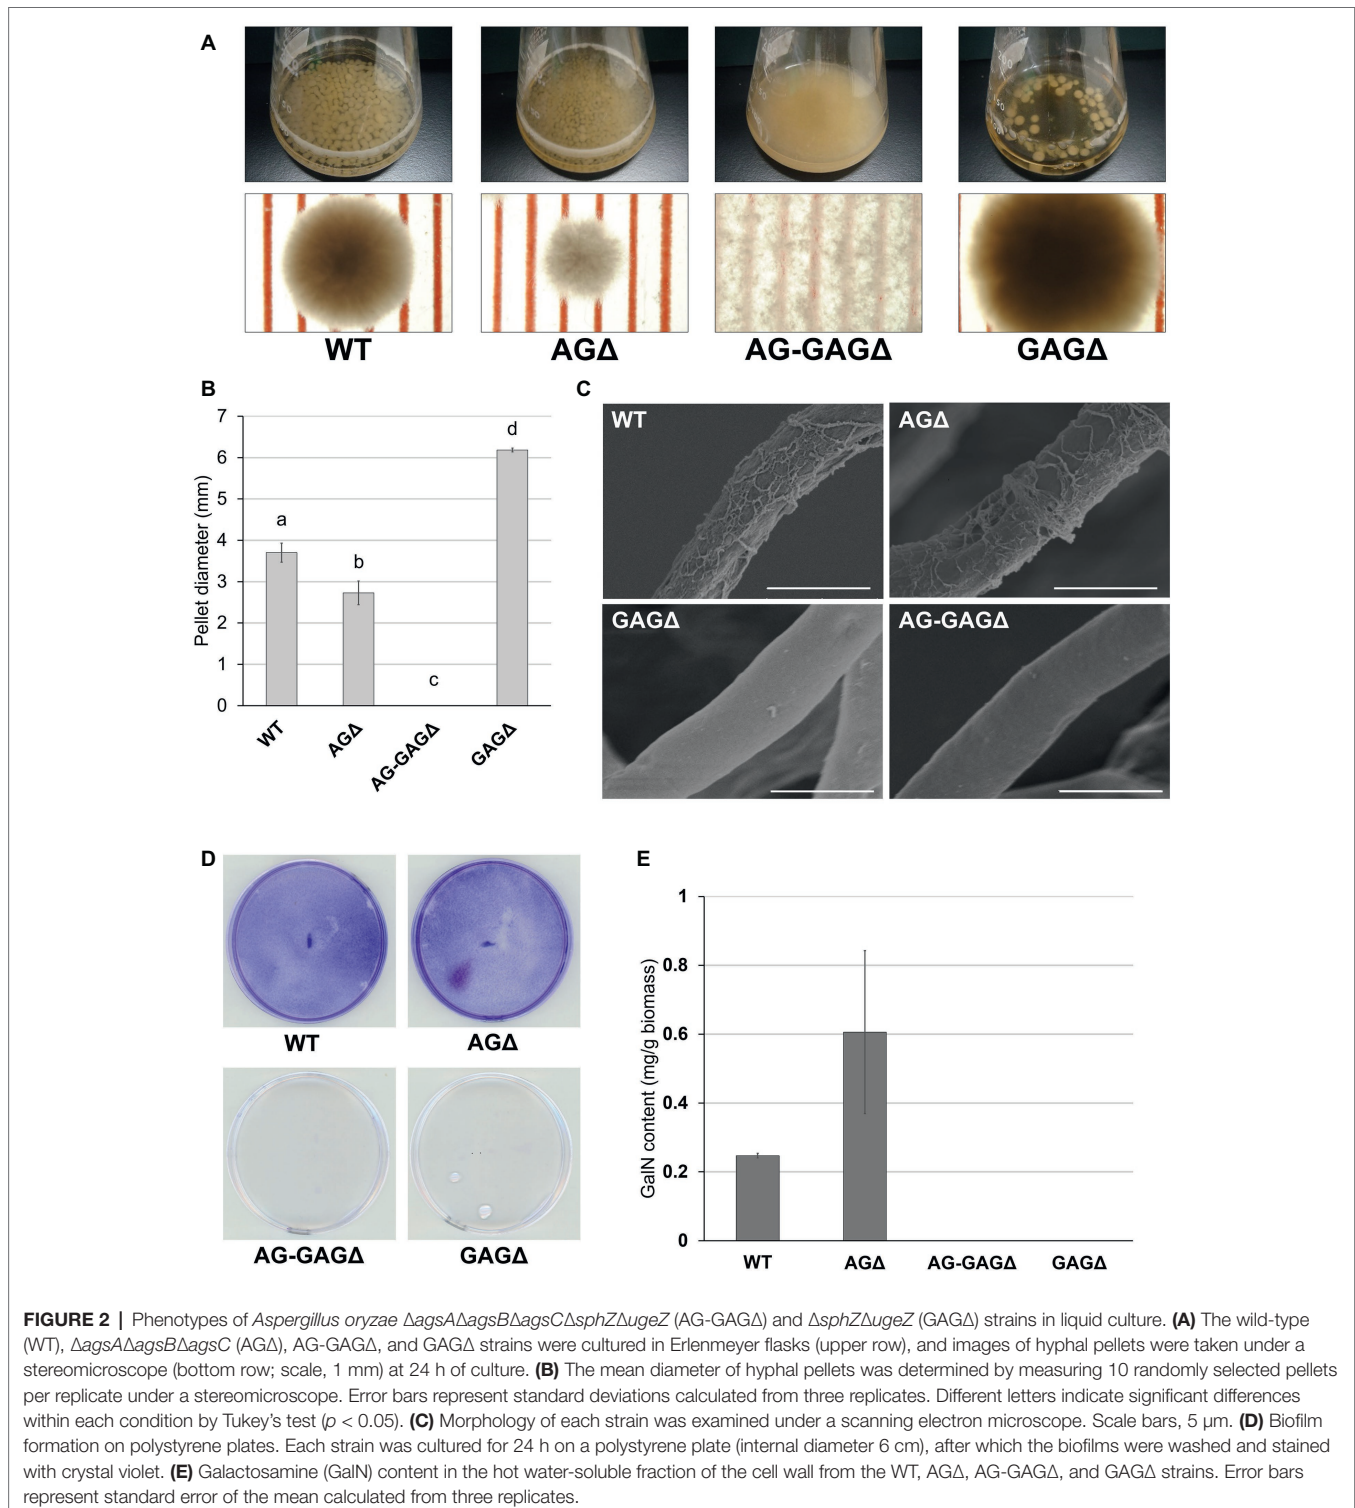 A
WT
AGΔ
AG-GAGΔ
GAGΔ
B
7
6
5
4
3
2
1
0
Pellet diameter (mm)
a
b
c
d
WT
AGΔ
AG-GAGΔ
GAGΔ
C
WT
AGΔ
GAGΔ
AG-GAGΔ
D
WT
AGΔ
AG-GAGΔ
GAGΔ
E
1
0.8
0.6
0.4
0.2
0
GalN content (mg/g biomass)
WT
AGΔ
AG-GAGΔ
GAGΔ
FIGURE 2 | Phenotypes of Aspergillus oryzae ΔagsAΔagsBΔagsCΔsphZΔugeZ (AG-GAGΔ) and ΔsphZΔugeZ (GAGΔ) strains in liquid culture. (A) The wild-type
(WT), ΔagsAΔagsBΔagsC (AGΔ), AG-GAGΔ, and GAGΔ strains were cultured in Erlenmeyer flasks (upper row), and images of hyphal pellets were taken under a
stereomicroscope (bottom row; scale, 1 mm) at 24 h of culture. (B) The mean diameter of hyphal pellets was determined by measuring 10 randomly selected pellets
per replicate under a stereomicroscope. Error bars represent standard deviations calculated from three replicates. Different letters indicate significant differences
within each condition by Tukey's test (p < 0.05). (C) Morphology of each strain was examined under a scanning electron microscope. Scale bars, 5 μm. (D) Biofilm
formation on polystyrene plates. Each strain was cultured for 24 h on a polystyrene plate (internal diameter 6 cm), after which the biofilms were washed and stained
with crystal violet. (E) Galactosamine (GalN) content in the hot water-soluble fraction of the cell wall from the WT, AGΔ, AG-GAGΔ, and GAGΔ strains. Error bars
represent standard error of the mean calculated from three replicates.